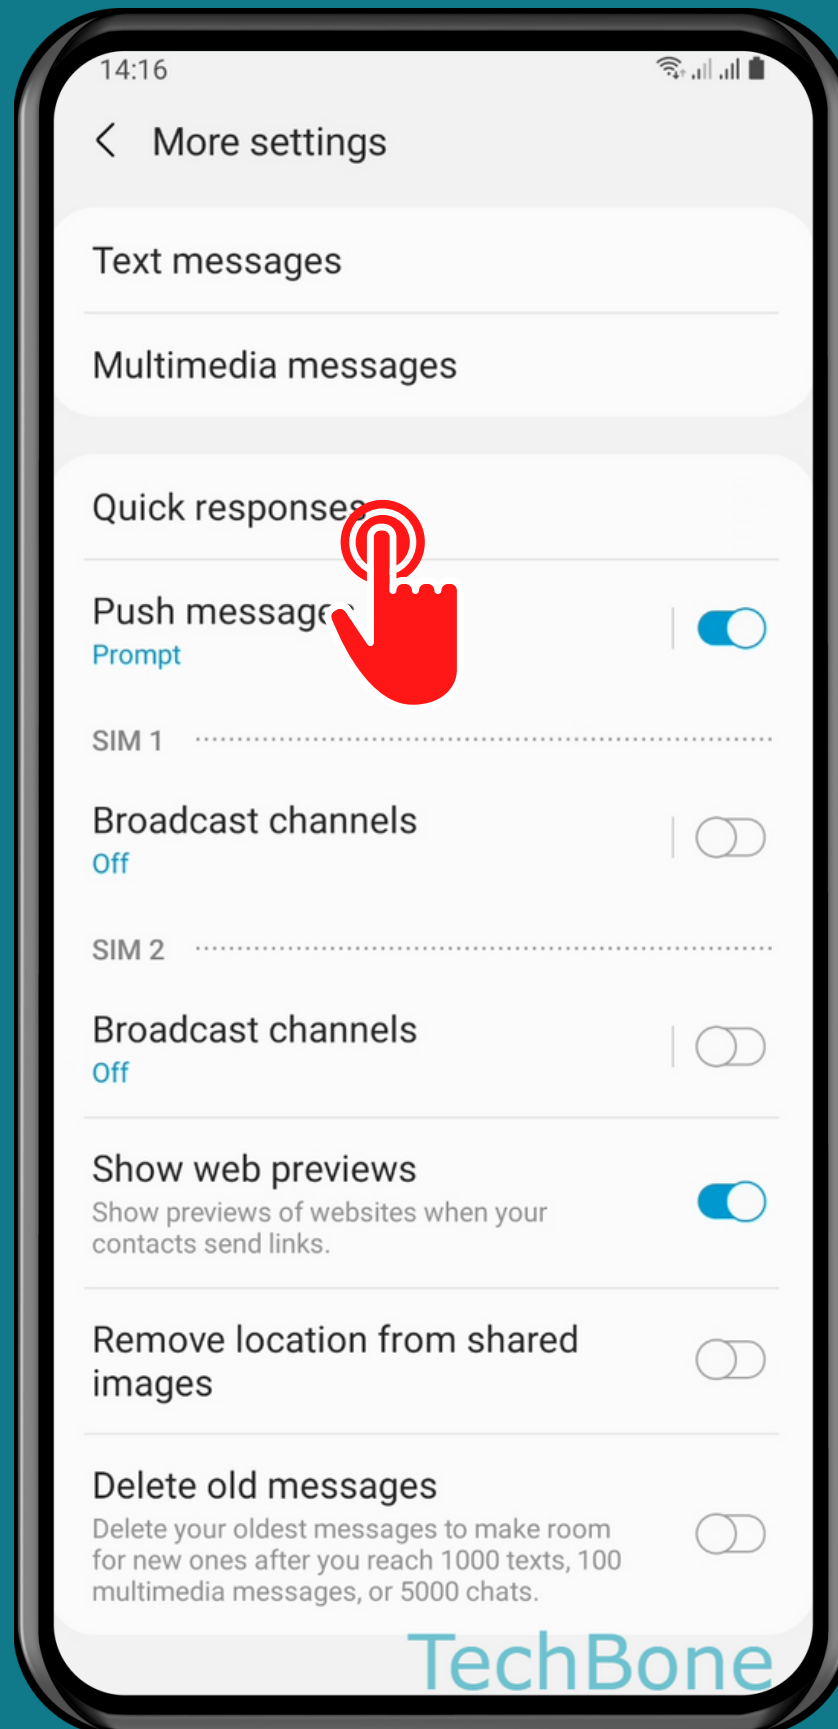 14:16
More settings
Text messages
Multimedia messages
Quick responses
Push messages
Prompt
SIM 1
Broadcast channels
Off
SIM 2
Broadcast channels
Off
Show web previews
Show previews of websites when your
contacts send links.
Remove location from shared
images
Delete old messages
Delete your oldest messages to make room
for new ones after you reach 1000 texts, 100
multimedia messages, or 5000 chats.
TechBone